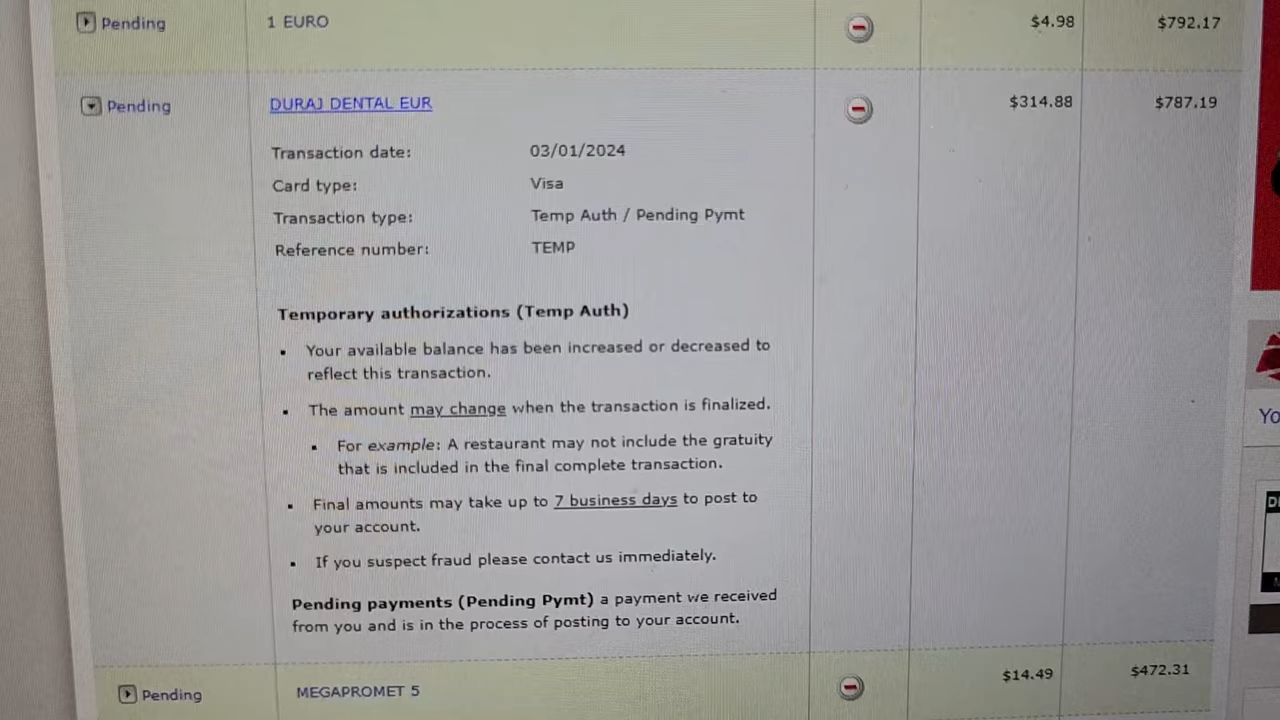 Pending 1 EURO $4.98 $792.17
Pending DURAJ DENTAL EUR $314.88 $787.19
Transaction date: 03/01/2024
Card type: Visa
Transaction type: Temp Auth / Pending Pymt
Reference number: TEMP
Temporary authorizations (Temp Auth)
Your available balance has been increased or decreased to
reflect this transaction.
The amount may change when the transaction is finalized.
For example: A restaurant may not include the gratuity
that is included in the final complete transaction.
Final amounts may take up to 7 business days to post to
your account.
If you suspect fraud please contact us immediately.
Pending payments (Pending Pymt) a payment we received
from you and is in the process of posting to your account.
Pending MEGAPROMET 5 $14.49 $472.31